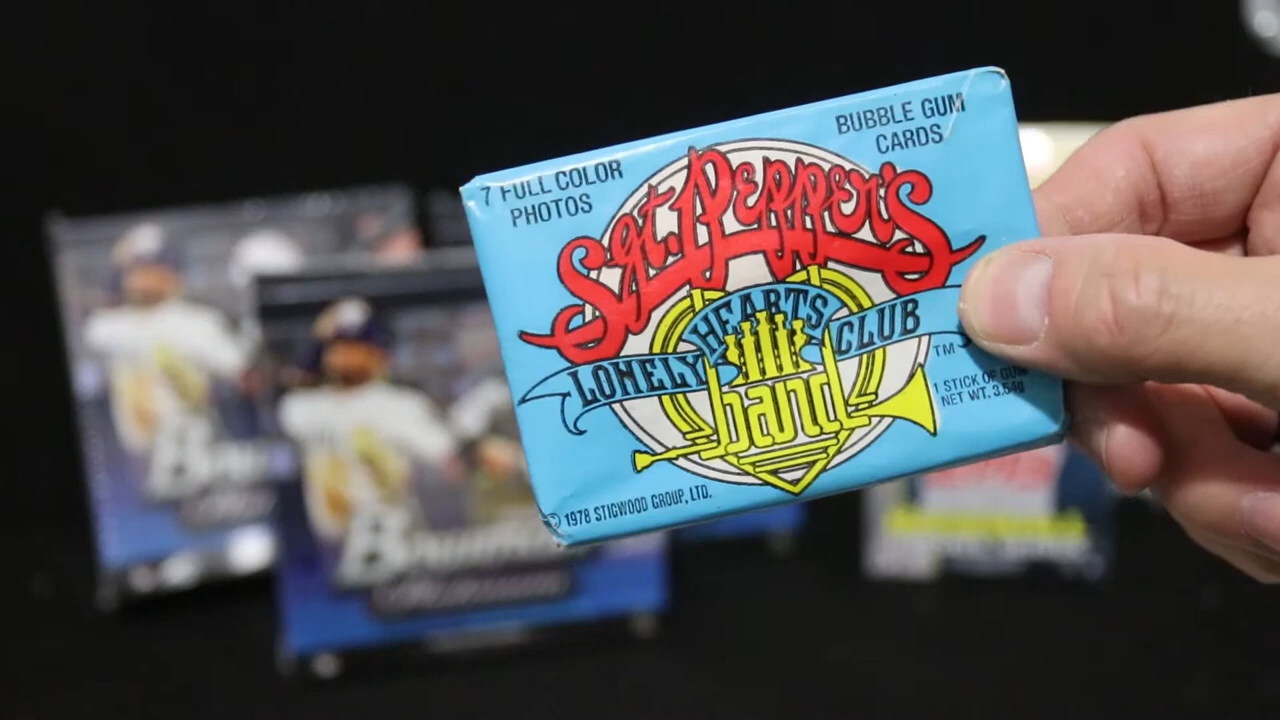 7 FULL COLOR
PHOTOS
BUBBLE GUM
CARDS
Sgt. Pepper's
LONELY HEARTS CLUB
band
TM
1 STICK OF GUM
NET WT. 3.54g
© 1978 STIGWOOD GROUP, LTD.
Bowman